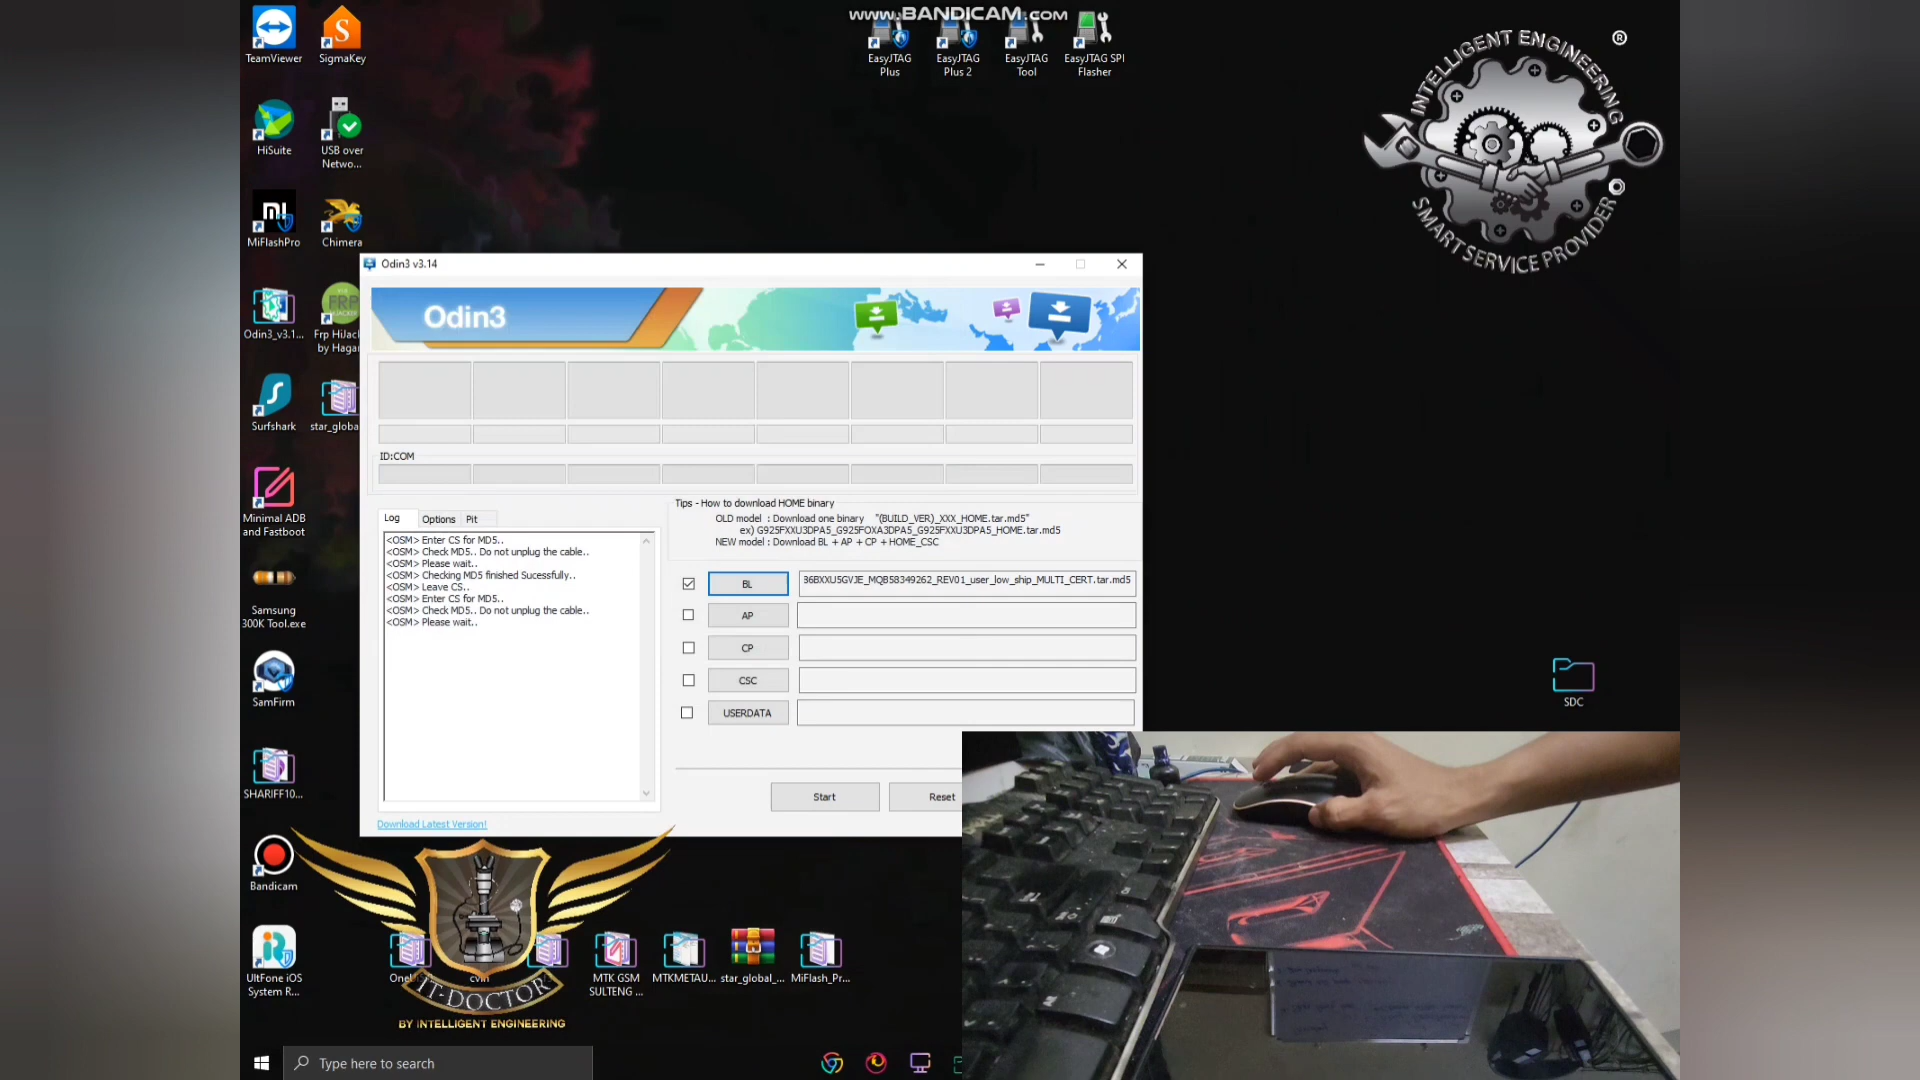 www.BANDICAM.com
TeamViewer
SigmaKey
EasyJTAG Plus
EasyJTAG Plus 2
EasyJTAG Tool
EasyJTAG SPI Flasher
INTELLIGENT ENGINEERING ®
SMART SERVICE PROVIDER
HiSuite
USB over Netwo...
MiFlashPro
Chimera
Odin3_v3.1...
FRP
HIJACKER
Frp HiJack
by Hagar
Surfshark
star_globa
Minimal ADB and Fastboot
Samsung 300K Tool.exe
SamFirm
SHARIFF10...
Bandicam
UltFone iOS System R...
Odin3 v3.14
Odin3
ID:COM
Log
Options
Pit
<OSM> Enter CS for MD5..
<OSM> Check MD5.. Do not unplug the cable..
<OSM> Please wait..
<OSM> Checking MD5 finished Sucessfully..
<OSM> Leave CS..
<OSM> Enter CS for MD5..
<OSM> Check MD5.. Do not unplug the cable..
<OSM> Please wait..
Tips - How to download HOME binary
OLD model : Download one binary "(BUILD_VER)_XXX_HOME.tar.md5"
ex) G925FXXU3DPA5_G925FOXA3DPA5_G925FXXU3DPA5_HOME.tar.md5
NEW model : Download BL + AP + CP + HOME_CSC
BL
36BXXU5GVJE_MQB58349262_REV01_user_low_ship_MULTI_CERT.tar.md5
AP
CP
CSC
USERDATA
Start
Reset
Download Latest Version!
SDC
cvm
MTK GSM SULTENG ...
MTKMETAU...
star_global_...
MiFlash_Pr...
IT-DOCTOR
BY INTELLIGENT ENGINEERING
Type here to search